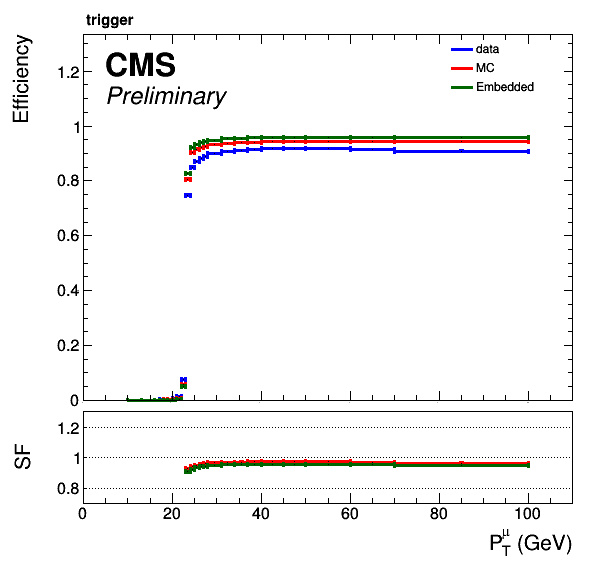 trigger
CMS
Preliminary
data
MC
Embedded
Efficiency
1.2
1
0.8
0.6
0.4
0.2
0
SF
1.2
1
0.8
0 20 40 60 80 100
P_T^μ (GeV)